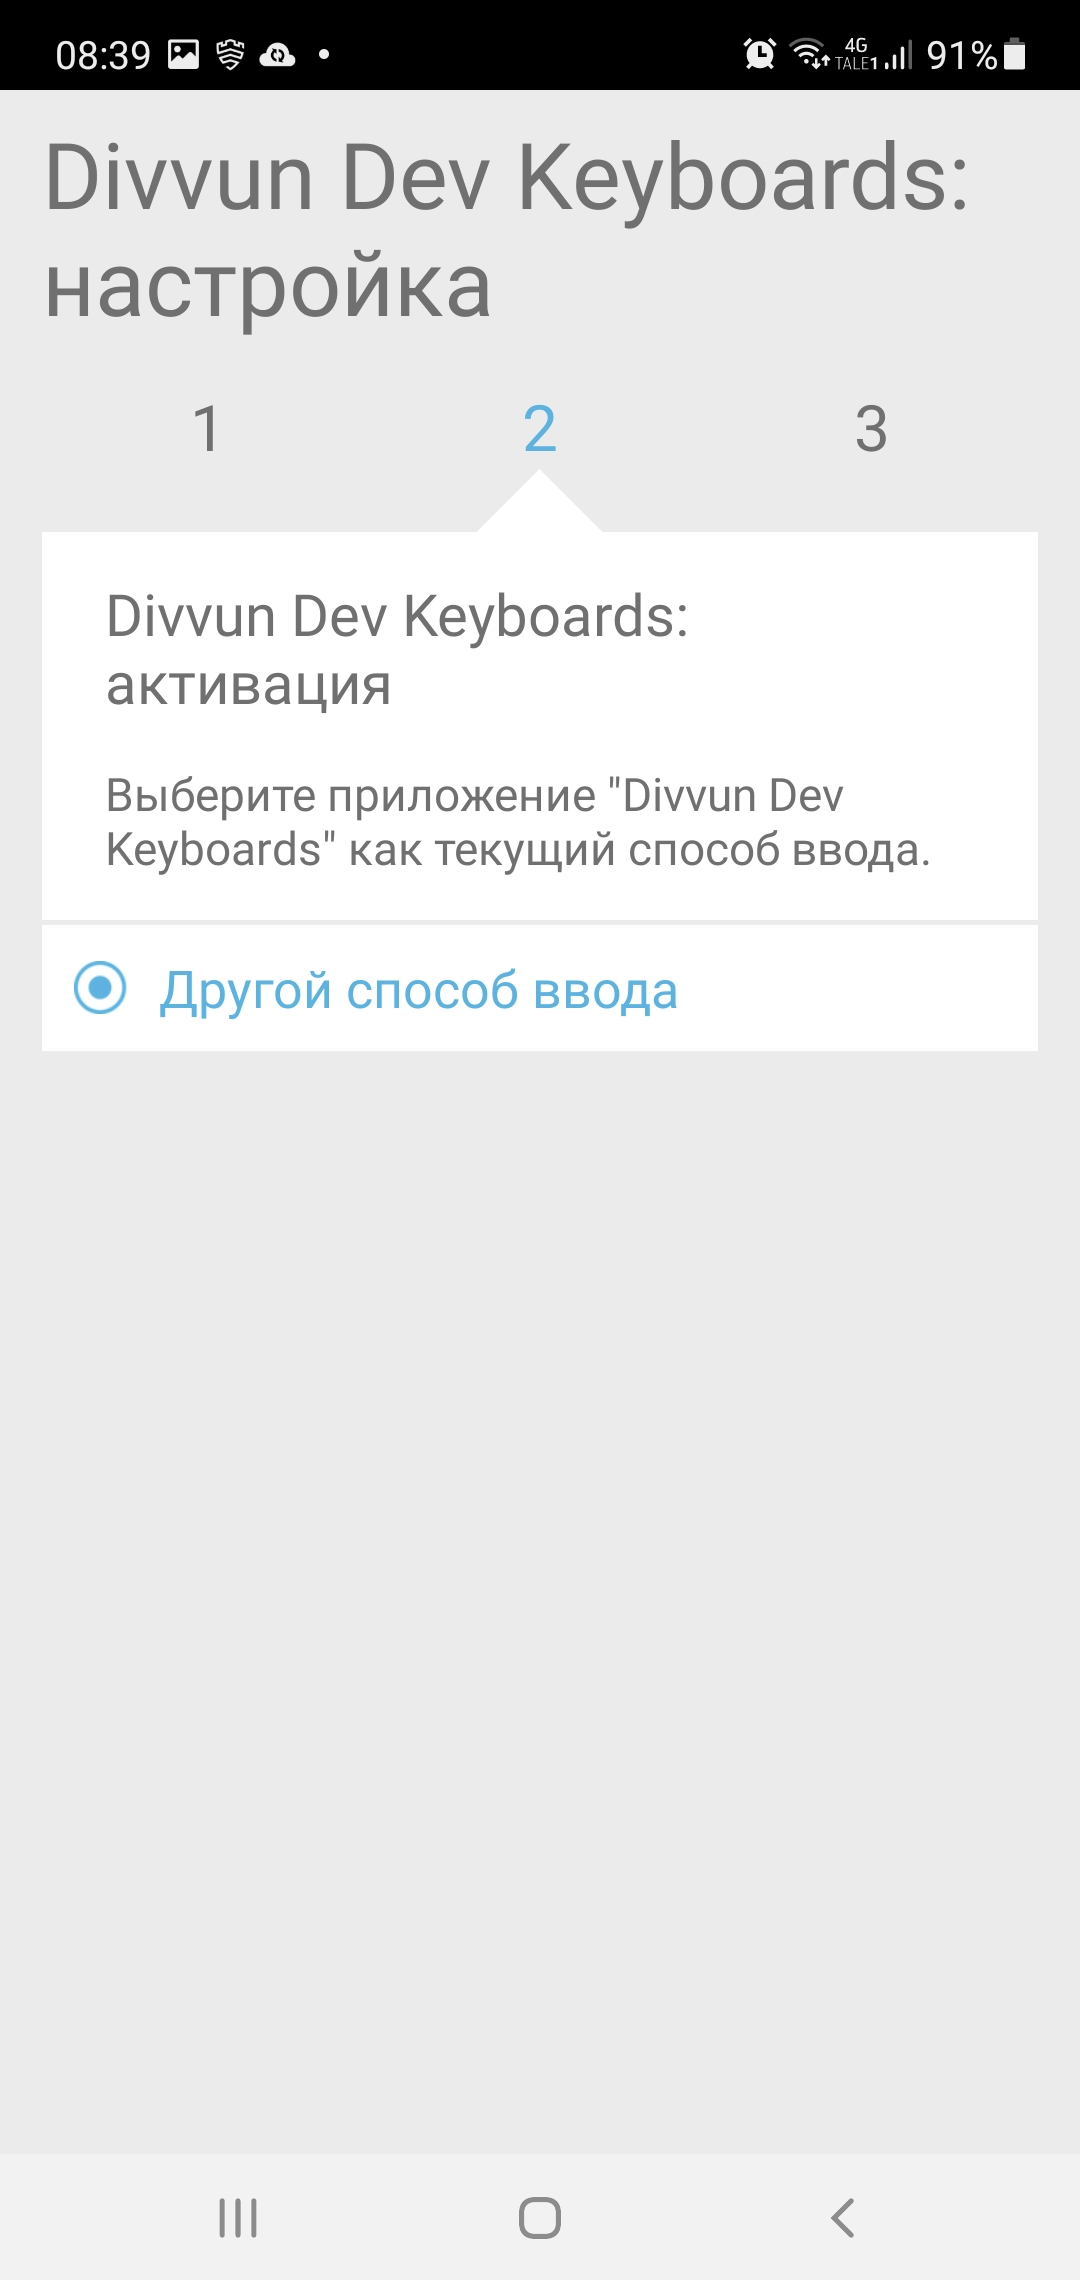 08:39
4G
TALE1
91%
Divvun Dev Keyboards:
настройка
1 2 3
Divvun Dev Keyboards:
активация
Выберите приложение "Divvun Dev
Keyboards" как текущий способ ввода.
Другой способ ввода